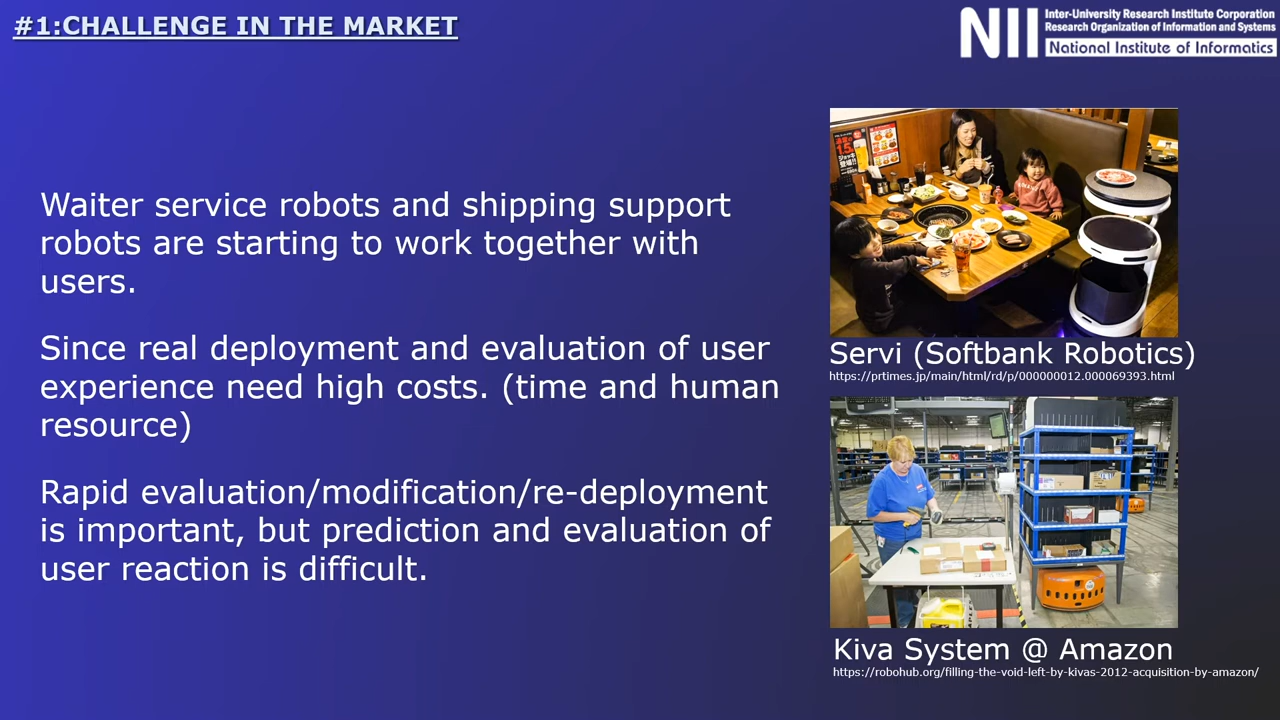 #1:CHALLENGE IN THE MARKET
NII
Inter-University Research Institute Corporation
Research Organization of Information and Systems
National Institute of Informatics
Waiter service robots and shipping support
robots are starting to work together with
users.
Since real deployment and evaluation of user
experience need high costs. (time and human
resource)
Rapid evaluation/modification/re-deployment
is important, but prediction and evaluation of
user reaction is difficult.
Servi (Softbank Robotics)
https://prtimes.jp/main/html/rd/p/000000012.000069393.html
Kiva System @ Amazon
https://robohub.org/filling-the-void-left-by-kivas-2012-acquisition-by-amazon/